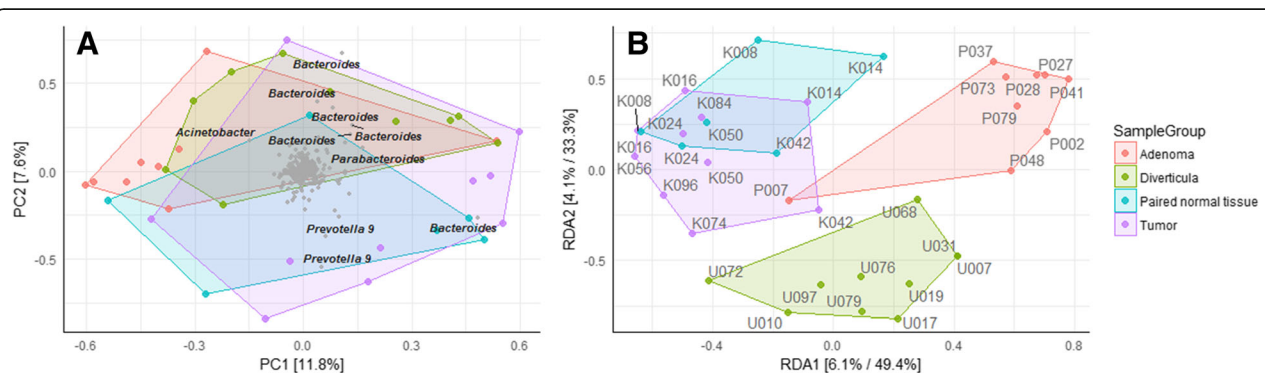 A
PC2 [7.6%]
0.5
0.0
-0.5
-0.6
-0.3
0.0
0.3
0.6
PC1 [11.8%]
Bacteroides
Bacteroides
Bacteroides
Acinetobacter
Bacteroides
Bacteroides
Parabacteroides
Prevotella 9
Bacteroides
Prevotella 9
B
RDA2 [4.1% / 33.3%]
0.5
0.0
-0.5
-0.4
0.0
0.4
0.8
RDA1 [6.1% / 49.4%]
K008
K014
P037
P027
K016
P073
P028
P041
K008
K084
K014
P079
K024
K050
K016
K024
K042
P002
K056
K050
P048
K096
P007
K074
K042
U068
U031
U072
U076
U007
U097
U079
U019
U010
U017
SampleGroup
Adenoma
Diverticula
Paired normal tissue
Tumor